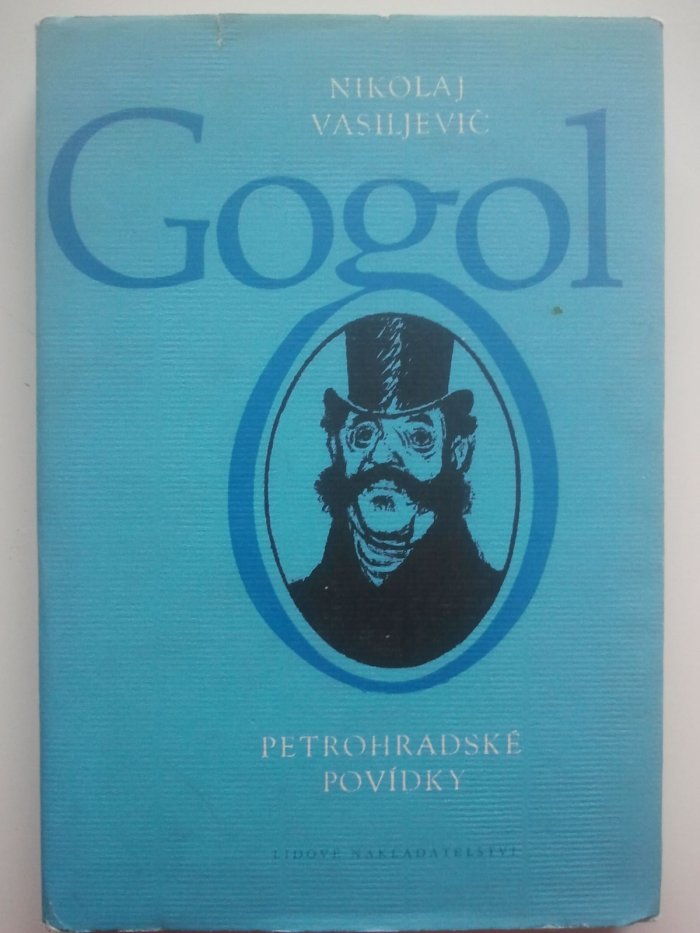 NIKOLAJ
VASILJEVIČ
Gogol
PETROHRADSKÉ
POVÍDKY
LIDOVÉ NAKLADATELSTVÍ